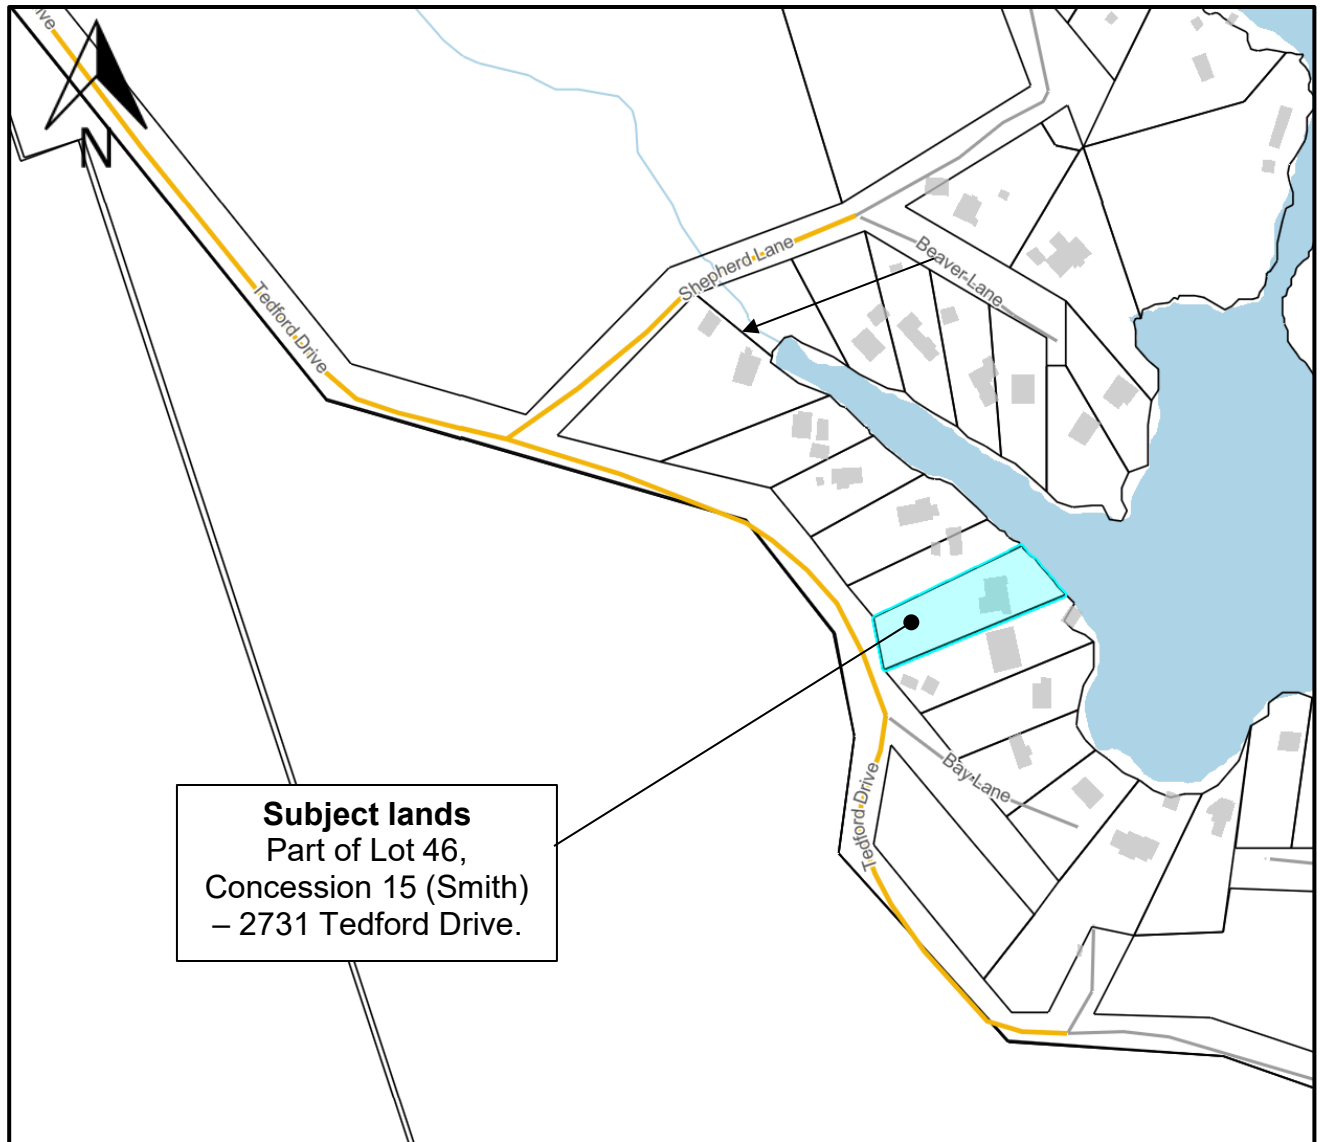 ive
N
Shepherd Lane
Beaver Lane
Tedford Drive
Bay Lane
Tedford Drive
Subject lands
Part of Lot 46,
Concession 15 (Smith)
– 2731 Tedford Drive.